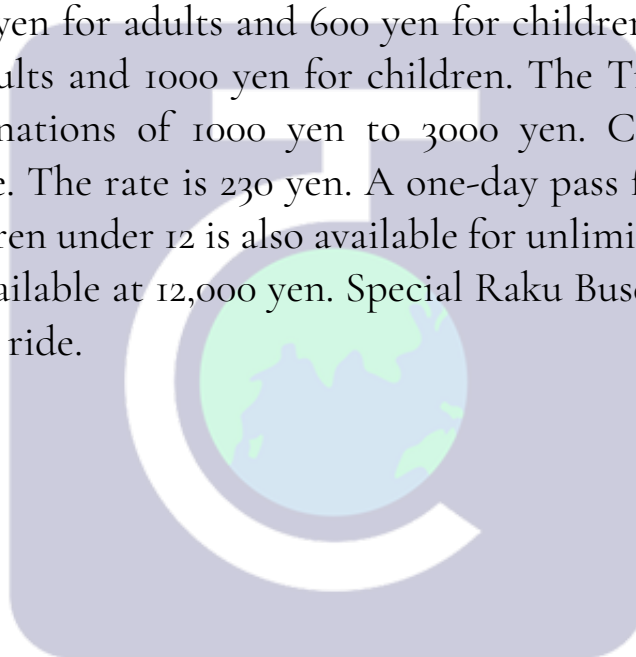 yen for adults and 600 yen for children
ults and 1000 yen for children. The
nations of 1000 yen to 3000 yen. C
. The rate is 230 yen. A one-day pass
ren under 12 is also available for
ailable at 12,000 yen. Special Raku
ride.